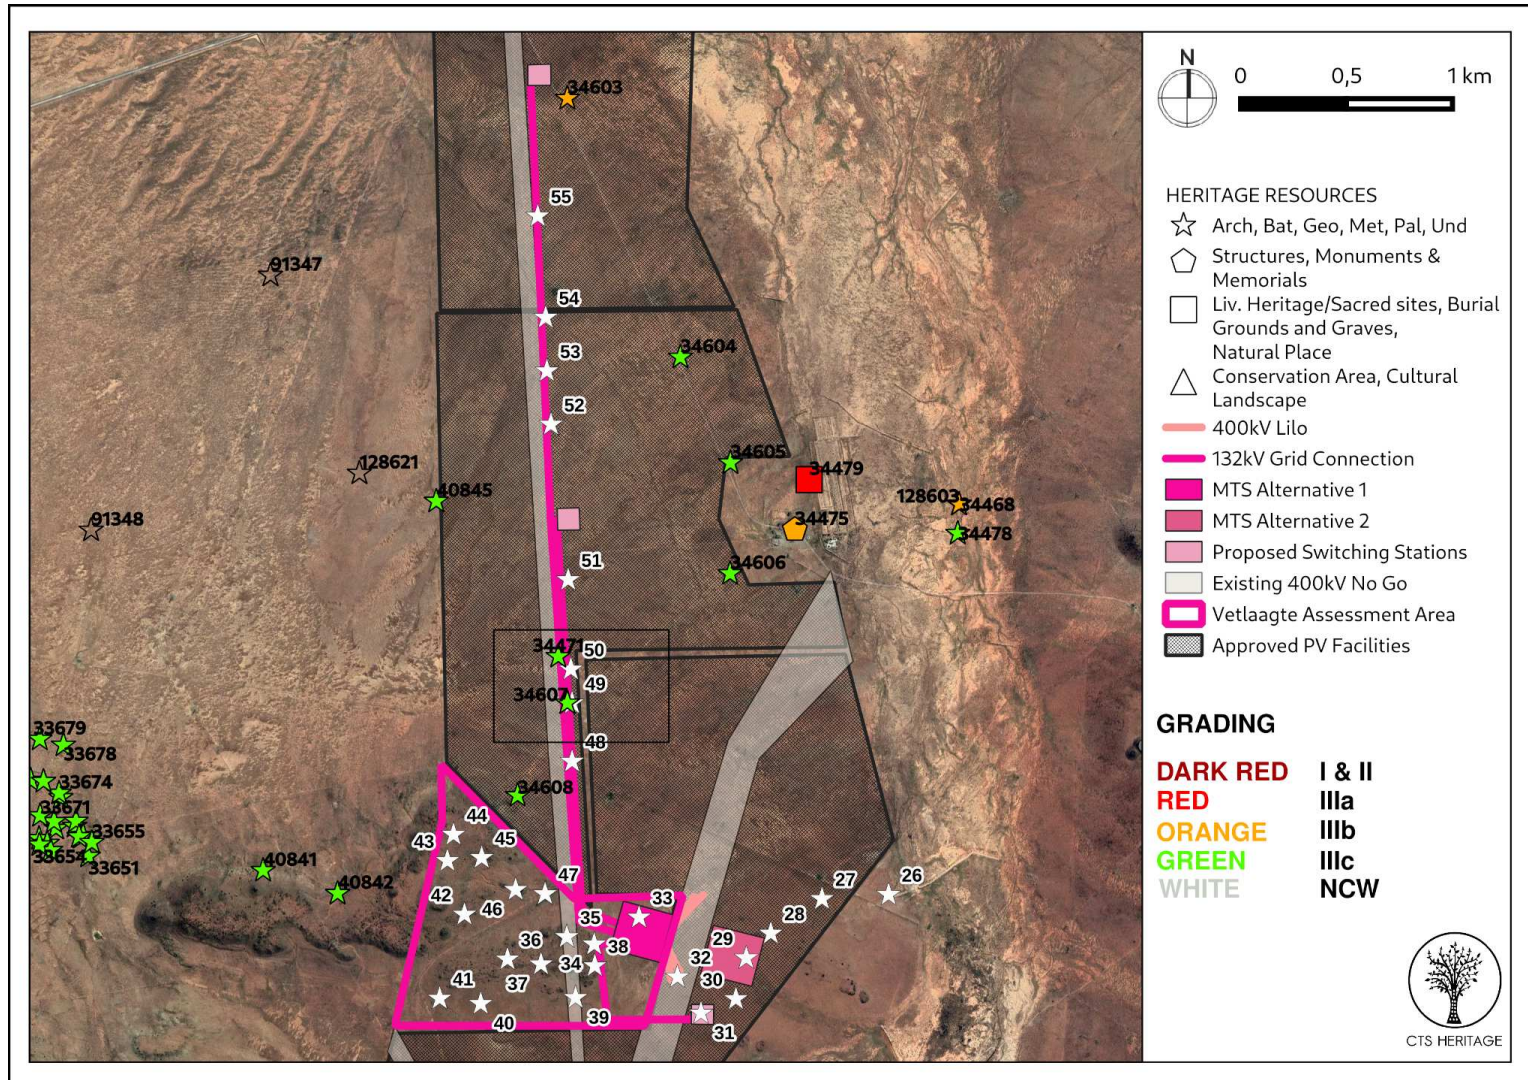 34603
55
91347
54
34604
53
52
34605
34479
128621
40845
128603
34468
91348
34475
34478
34606
51
34471
50
34607
49
33679
33678
48
33674
34608
33671
44
33655
43
45
33654
33651
40841
40842
47
42
46
33
27
26
35
28
36
38
29
34
32
37
30
41
40
39
31
N
0 0,5 1 km
HERITAGE RESOURCES
Arch, Bat, Geo, Met, Pal, Und
Structures, Monuments &
Memorials
Liv. Heritage/Sacred sites, Burial
Grounds and Graves,
Natural Place
Conservation Area, Cultural
Landscape
400kV Lilo
132kV Grid Connection
MTS Alternative 1
MTS Alternative 2
Proposed Switching Stations
Existing 400kV No Go
Vetlaagte Assessment Area
Approved PV Facilities
GRADING
DARK RED I & II
RED IIIa
ORANGE IIIb
GREEN IIIc
WHITE NCW
CTS HERITAGE